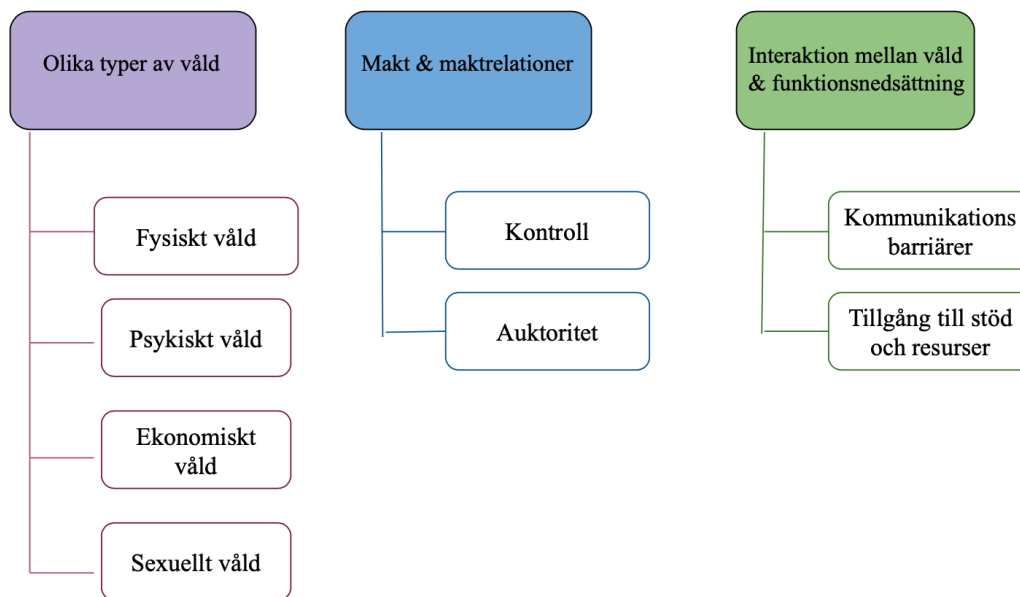 Olika typer av våld
Fysiskt våld
Psykiskt våld
Ekonomiskt
våld
Sexuellt våld
Makt & maktrelationer
Kontroll
Auktoritet
Interaktion mellan våld
& funktionsnedsättning
Kommunikations
barriärer
Tillgång till stöd
och resurser